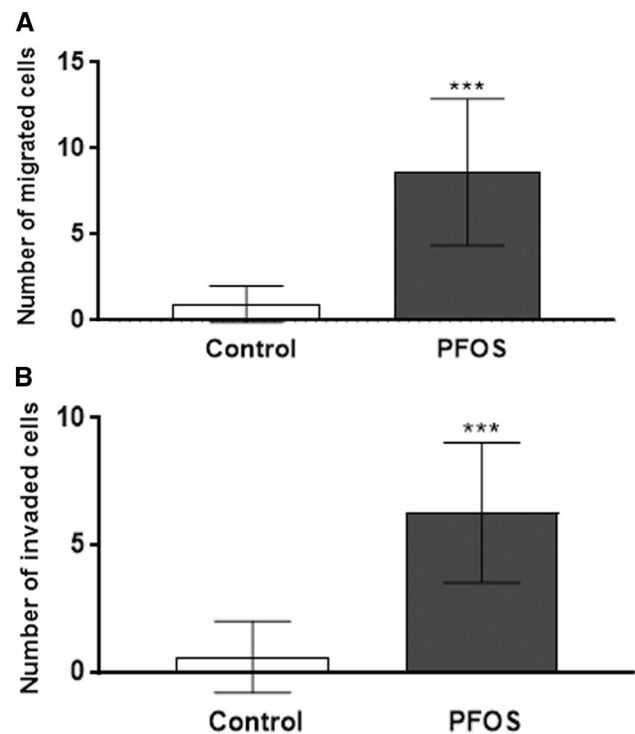 A
Number of migrated cells
15
10
5
0
***
Control
PFOS
B
Number of invaded cells
10
5
0
***
Control
PFOS